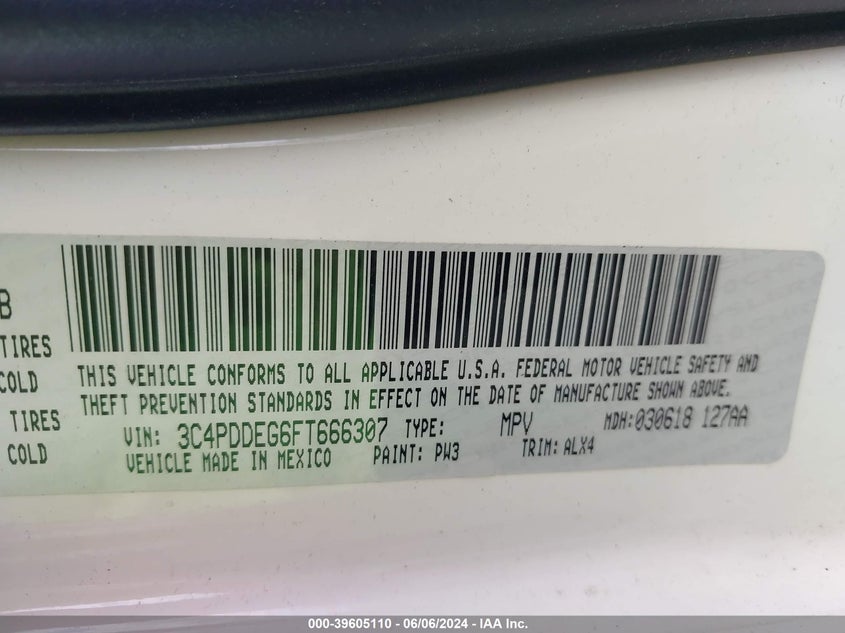 B
TIRES
COLD
TIRES
COLD
THIS VEHICLE CONFORMS TO ALL APPLICABLE U.S.A. FEDERAL MOTOR VEHICLE SAFETY AND
THEFT PREVENTION STANDARDS IN EFFECT ON THE DATE OF MANUFACTURE SHOWN ABOVE.
VIN: 3C4PDDEG6FT666307 TYPE: MPV MDH:030618 127AA
VEHICLE MADE IN MEXICO PAINT: PW3 TRIM: ALX4
000-39605110 - 06/06/2024 - IAA Inc.